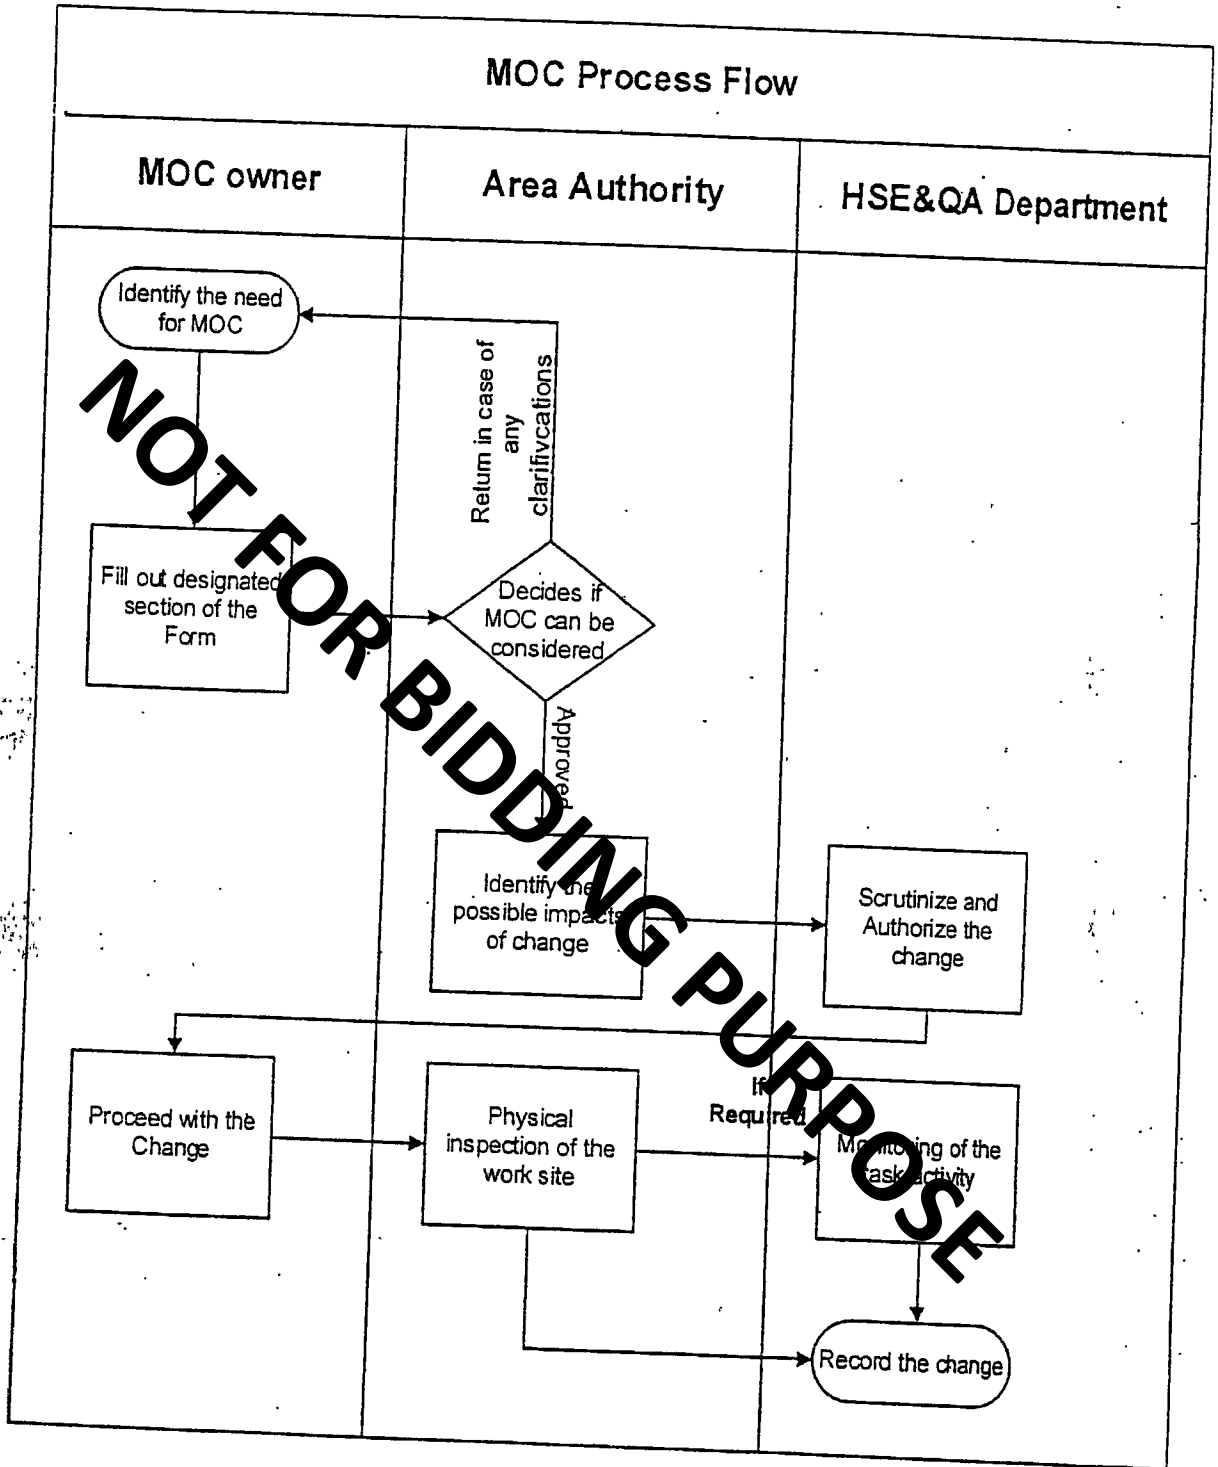 MOC Process Flow
MOC owner
Area Authority
HSE&QA Department
Identify the need
for MOC
Return in case of
any
clarifivcations
Fill out designated
section of the
Form
Decides if
MOC can be
considered
Approved
Identify the
possible impacts
of change
Scrutinize and
Authorize the
change
Proceed with the
Change
Physical
inspection of the
work site
If
Required
Monitoring of the
task activity
Record the change
NOT FOR BIDDING PURPOSE